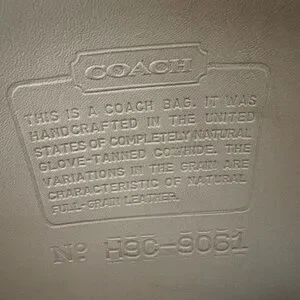 COACH
THIS IS A COACH BAG. IT WAS
HANDCRAFTED IN THE UNITED
STATES OF COMPLETELY NATURAL
GLOVE-TANNED COWHIDE. THE
VARIATIONS IN THE GRAIN ARE
CHARACTERISTIC OF NATURAL
FULL-GRAIN LEATHER.
No: H9C-9061